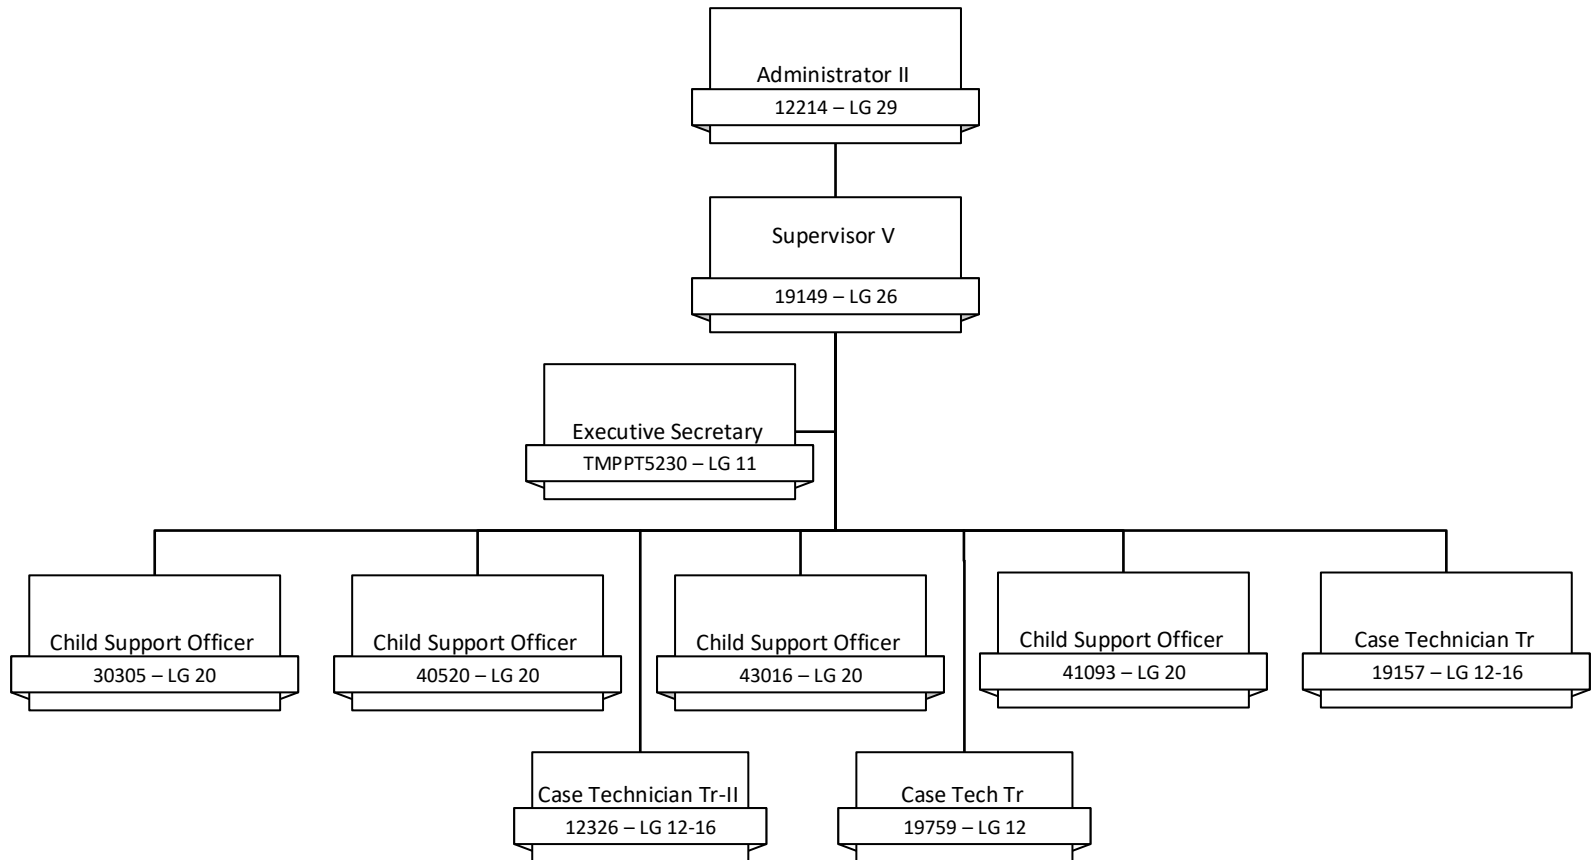 Administrator II
12214 – LG 29
Supervisor V
19149 – LG 26
Executive Secretary
TMPPT5230 – LG 11
Child Support Officer
30305 – LG 20
Child Support Officer
40520 – LG 20
Child Support Officer
43016 – LG 20
Child Support Officer
41093 – LG 20
Case Technician Tr
19157 – LG 12-16
Case Technician Tr-II
12326 – LG 12-16
Case Tech Tr
19759 – LG 12